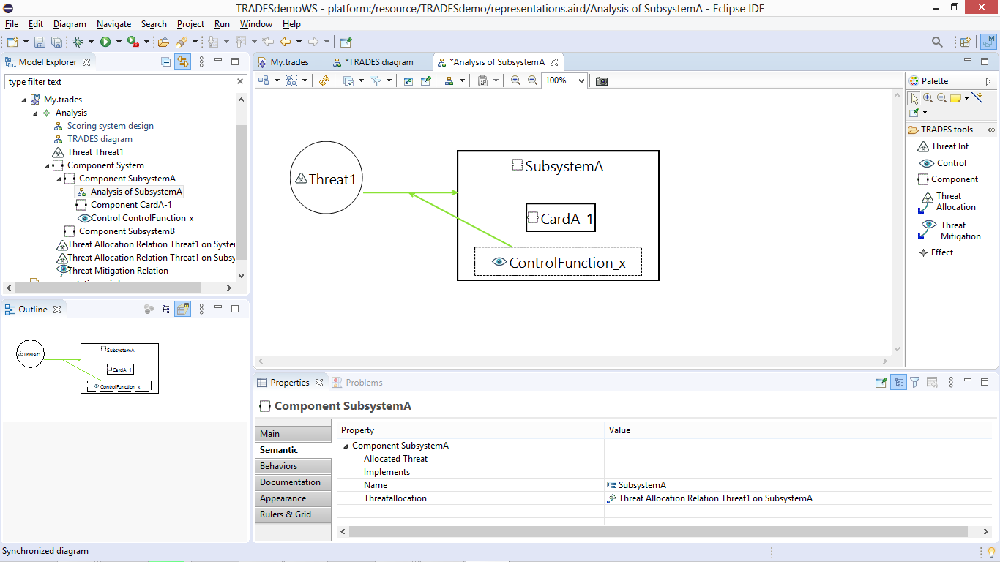 TRADESdemoWS - platform:/resource/TRADESdemo/representations.aird/Analysis of SubsystemA - Eclipse IDE
File Edit Diagram Navigate Search Project Run Window Help
Model Explorer
type filter text
My.trades
Analysis
Scoring system design
TRADES diagram
Threat Threat1
Component System
Component SubsystemA
Analysis of SubsystemA
Component CardA-1
Control ControlFunction_x
Component SubsystemB
Threat Allocation Relation Threat1 on Syster
Threat Allocation Relation Threat1 on Subsy
Threat Mitigation Relation
Outline
Threat1
SubsystemA
CardA-1
ControlFunction_x
My.trades *TRADES diagram *Analysis of SubsystemA
100%
Threat1
SubsystemA
CardA-1
ControlFunction_x
Palette
TRADES tools
Threat Int
Control
Component
Threat
Allocation
Threat
Mitigation
Effect
Properties Problems
Component SubsystemA
Main
Semantic
Behaviors
Documentation
Appearance
Rulers & Grid
Property Value
Component SubsystemA
Allocated Threat
Implements
Name SubsystemA
Threatallocation Threat Allocation Relation Threat1 on SubsystemA
Synchronized diagram